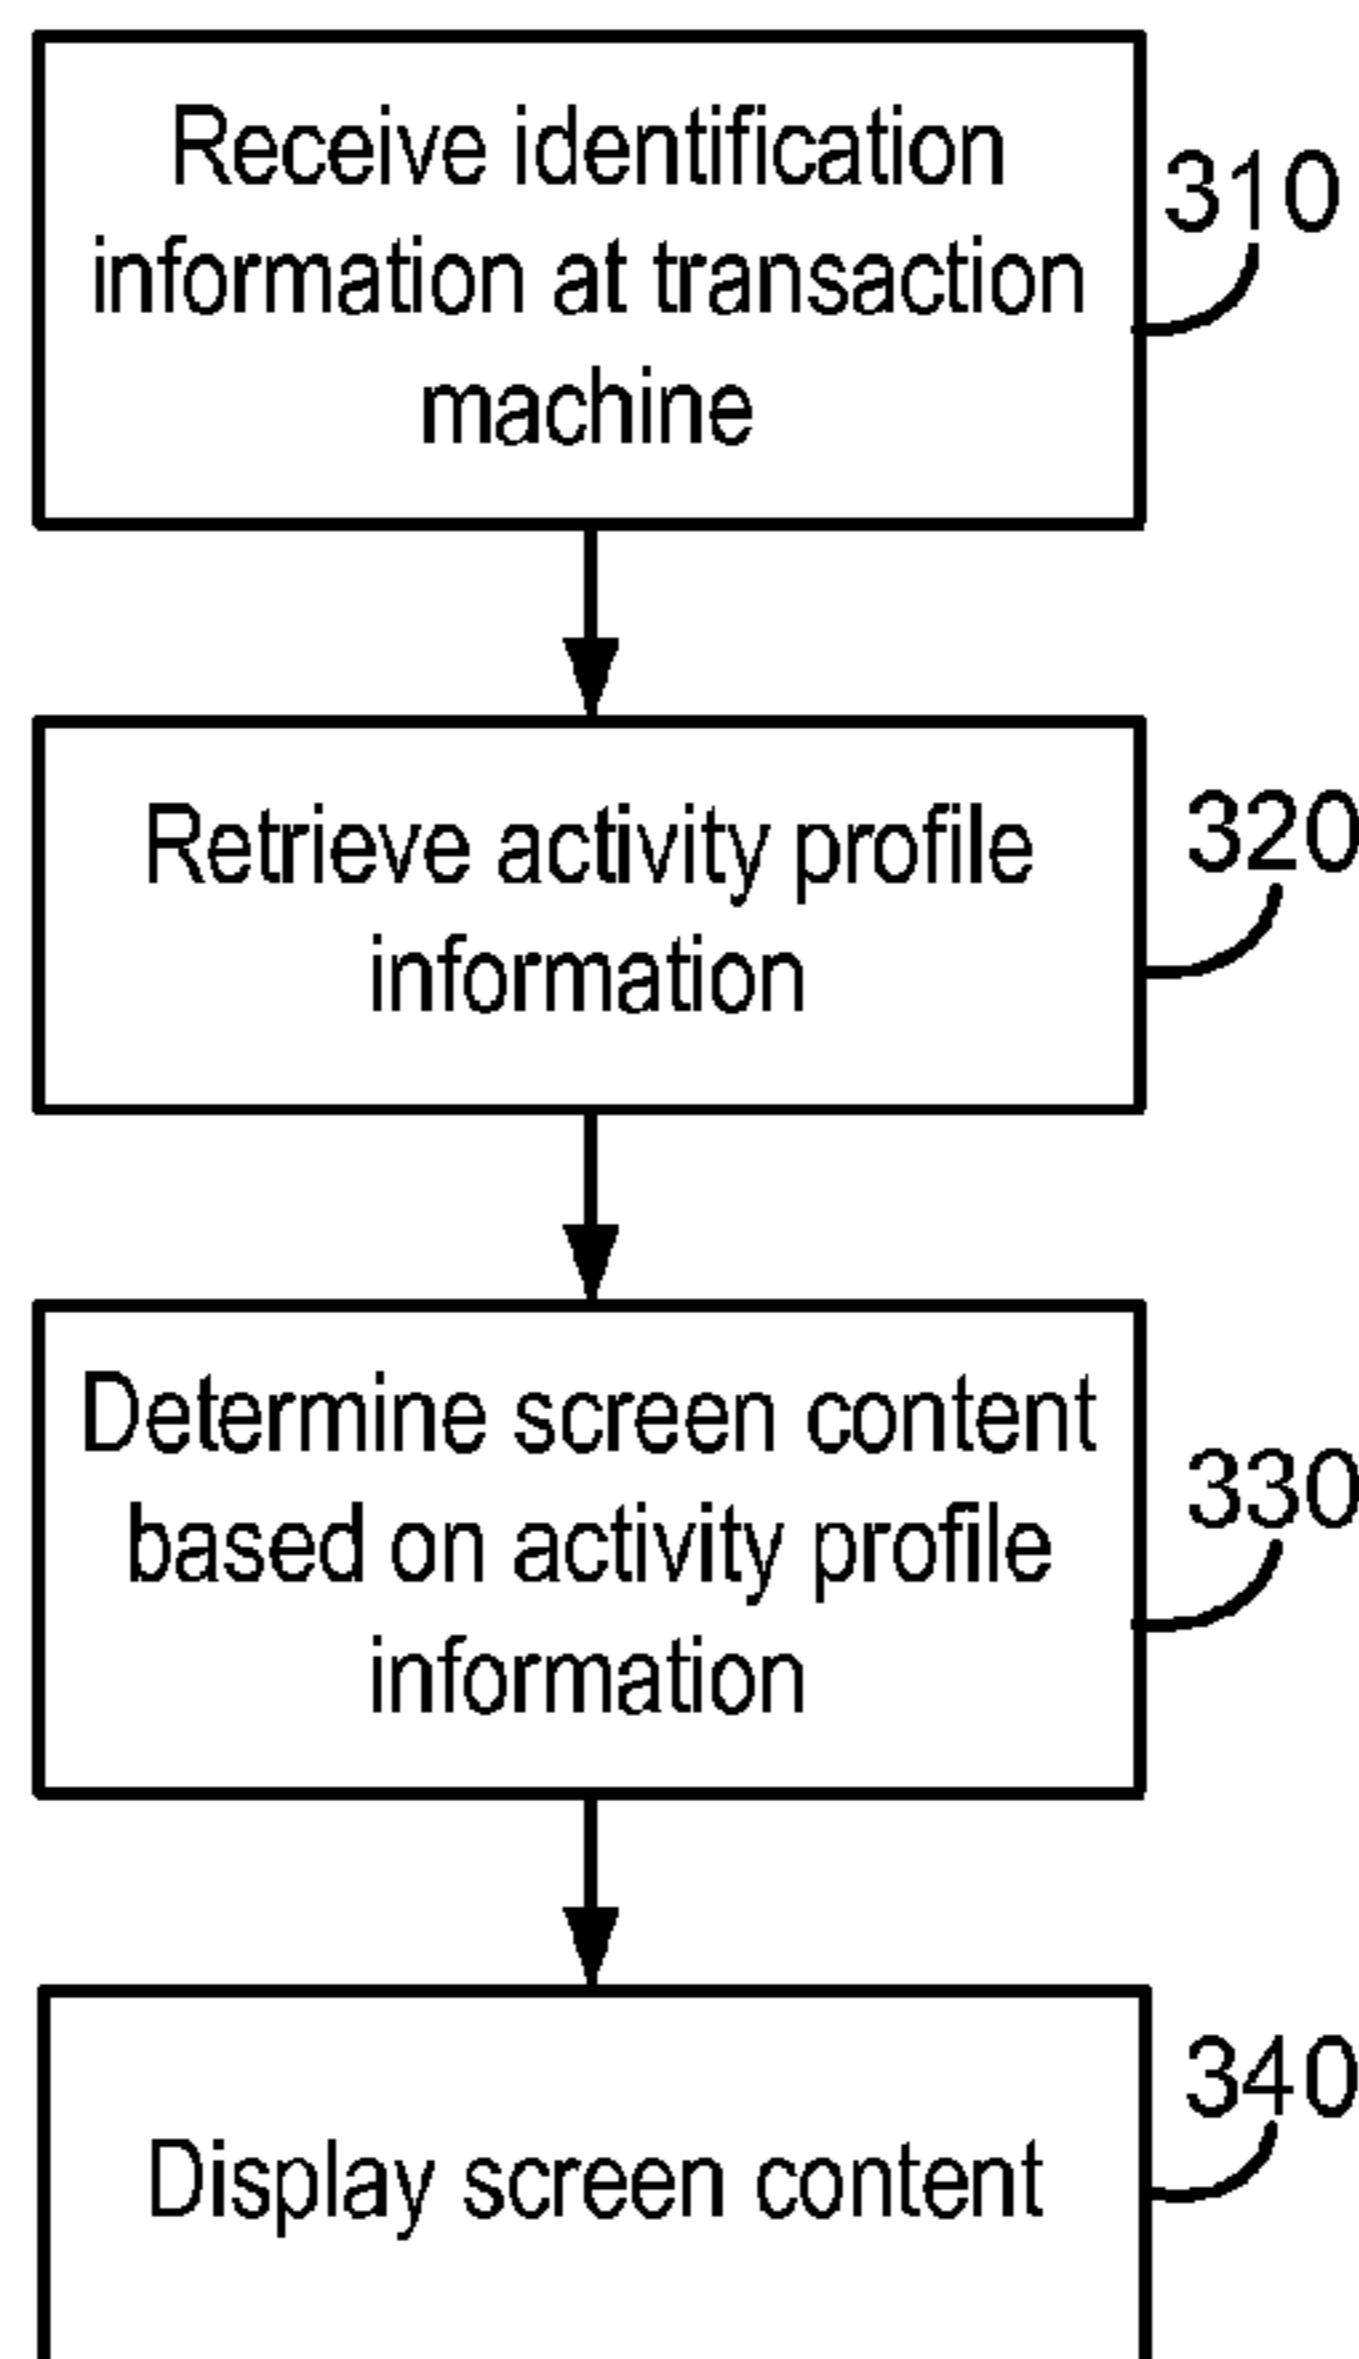 Receive identification
information at transaction
machine
310
Retrieve activity profile
information
320
Determine screen content
based on activity profile
information
330
Display screen content
340